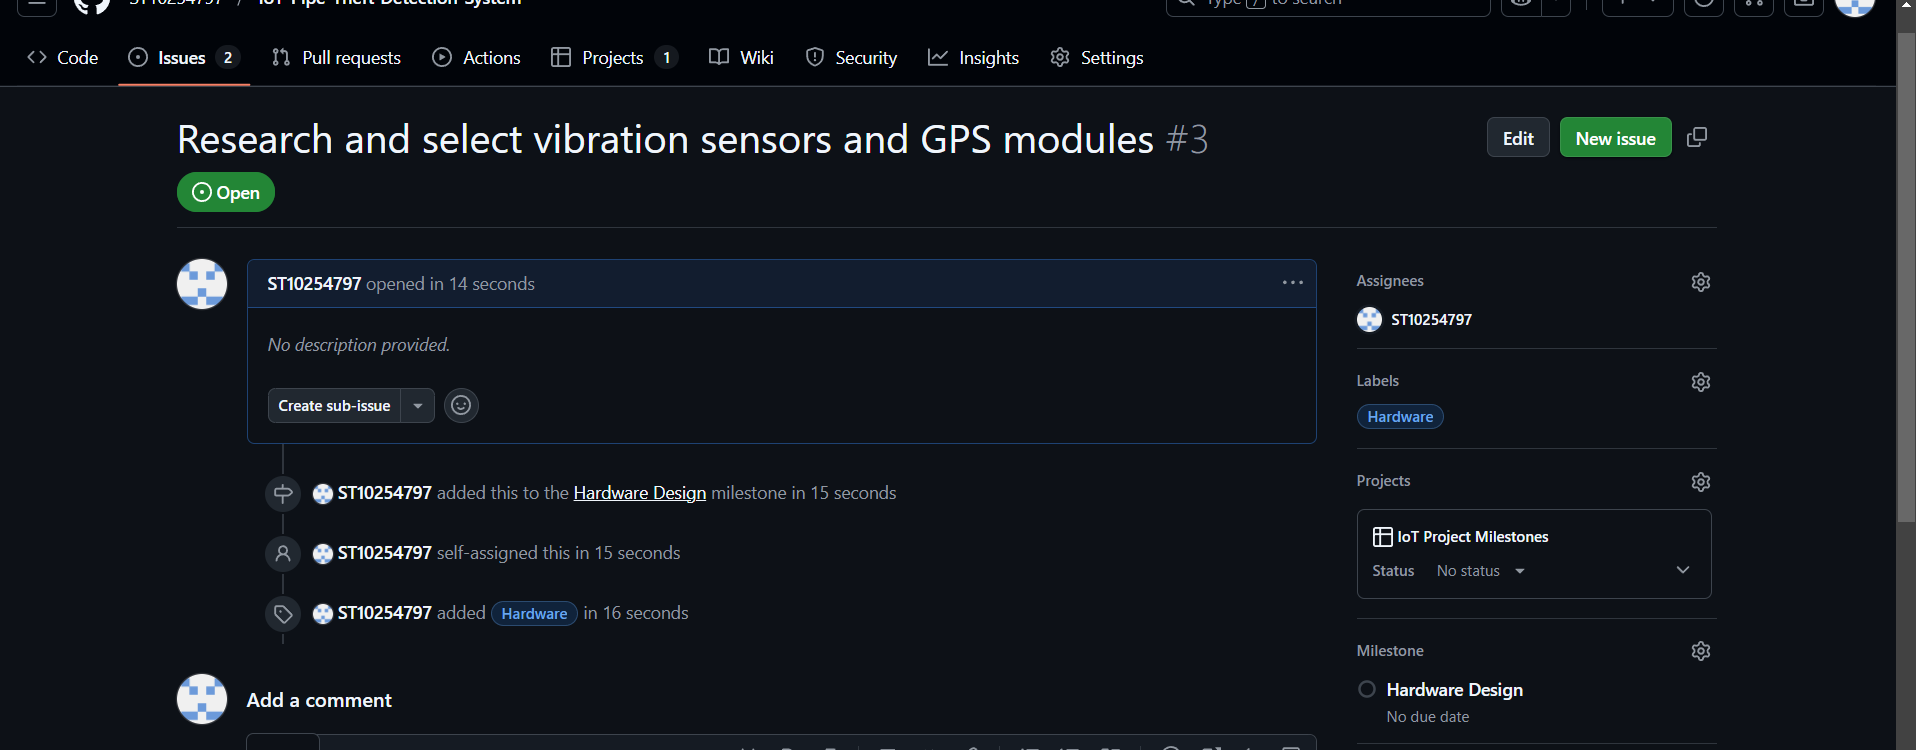 ST10254797 / IoT-Pipe-Theft-Detection-System
Type / to search
Code Issues 2 Pull requests Actions Projects 1 Wiki Security Insights Settings
Research and select vibration sensors and GPS modules #3
Edit New issue
Open
ST10254797 opened in 14 seconds
No description provided.
Create sub-issue
ST10254797 added this to the Hardware Design milestone in 15 seconds
ST10254797 self-assigned this in 15 seconds
ST10254797 added Hardware in 16 seconds
Add a comment
Assignees
ST10254797
Labels
Hardware
Projects
IoT Project Milestones
Status No status
Milestone
Hardware Design
No due date